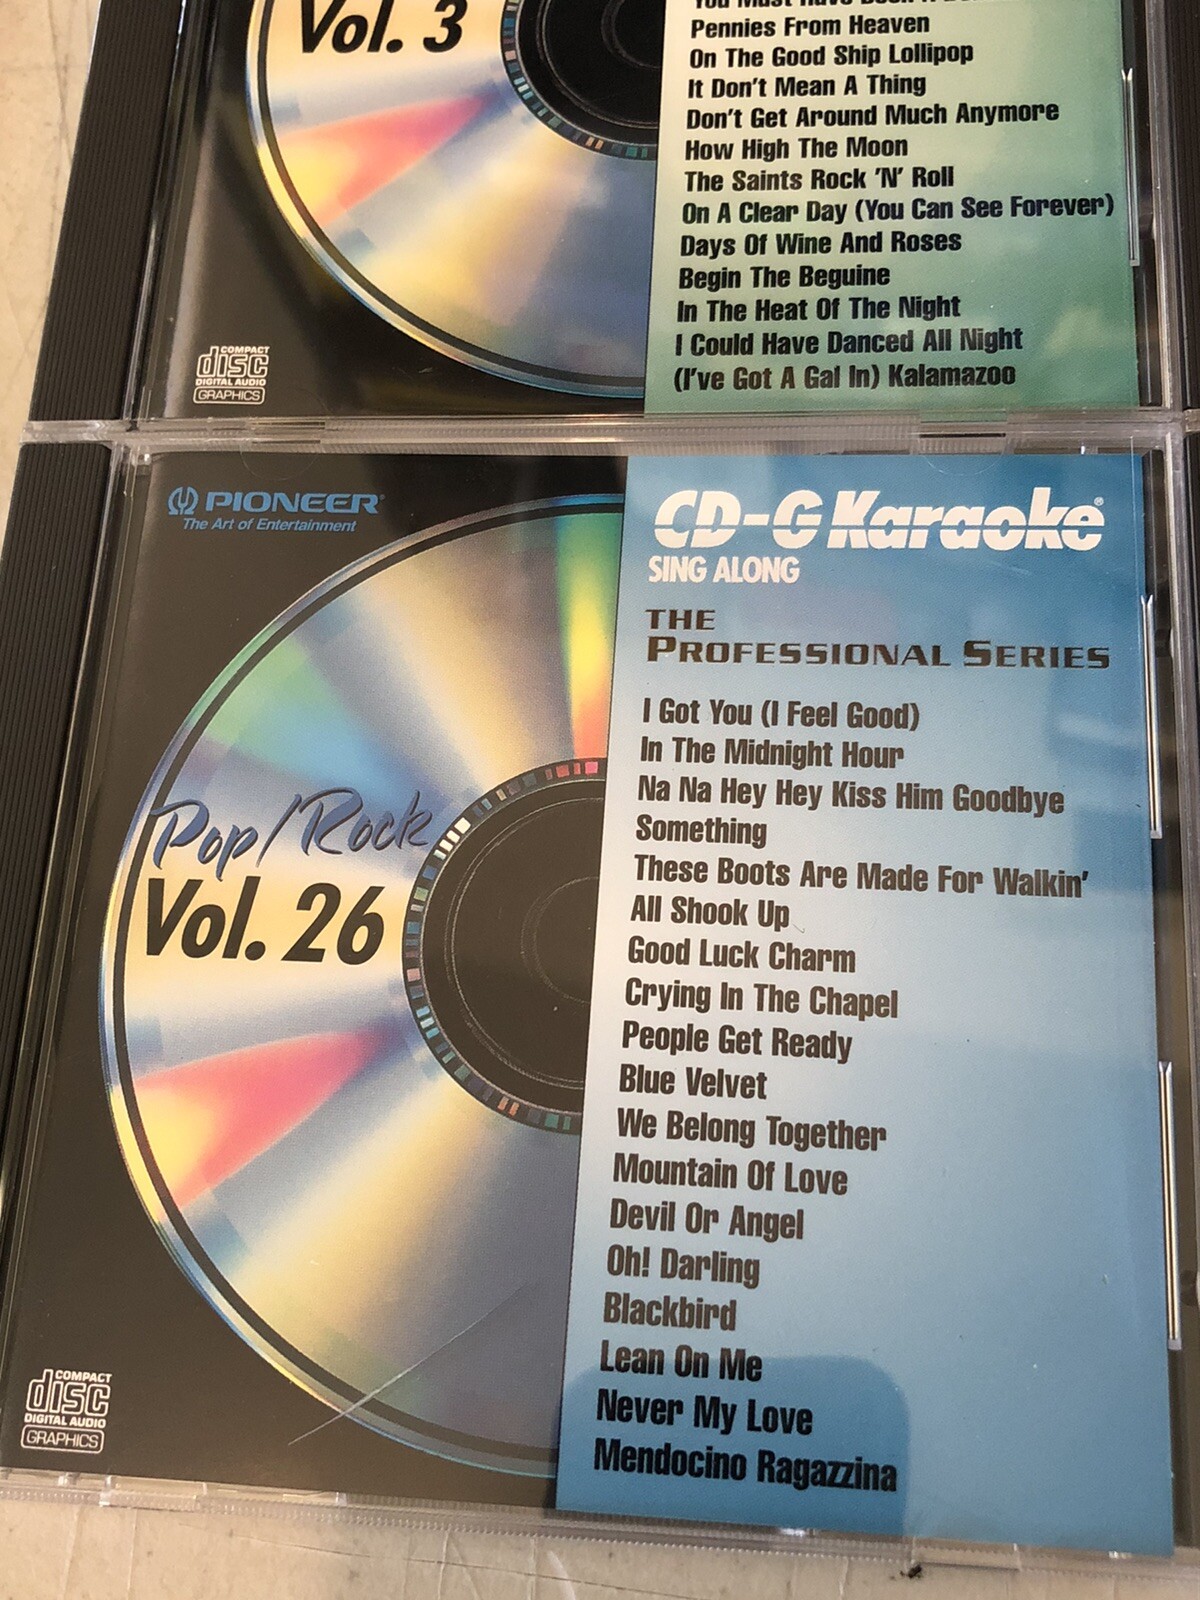 Vol. 3
You Must Have Been A
Pennies From Heaven
On The Good Ship Lollipop
It Don't Mean A Thing
Don't Get Around Much Anymore
How High The Moon
The Saints Rock 'N' Roll
On A Clear Day (You Can See Forever)
Days Of Wine And Roses
Begin The Beguine
In The Heat Of The Night
I Could Have Danced All Night
(I've Got A Gal In) Kalamazoo
COMPACT
disc
DIGITAL AUDIO
GRAPHICS
PIONEER®
The Art of Entertainment
Pop/Rock
Vol. 26
CD-G Karaoke®
SING ALONG
THE
PROFESSIONAL SERIES
I Got You (I Feel Good)
In The Midnight Hour
Na Na Hey Hey Kiss Him Goodbye
Something
These Boots Are Made For Walkin'
All Shook Up
Good Luck Charm
Crying In The Chapel
People Get Ready
Blue Velvet
We Belong Together
Mountain Of Love
Devil Or Angel
Oh! Darling
Blackbird
Lean On Me
Never My Love
Mendocino Ragazzina
COMPACT
disc
DIGITAL AUDIO
GRAPHICS